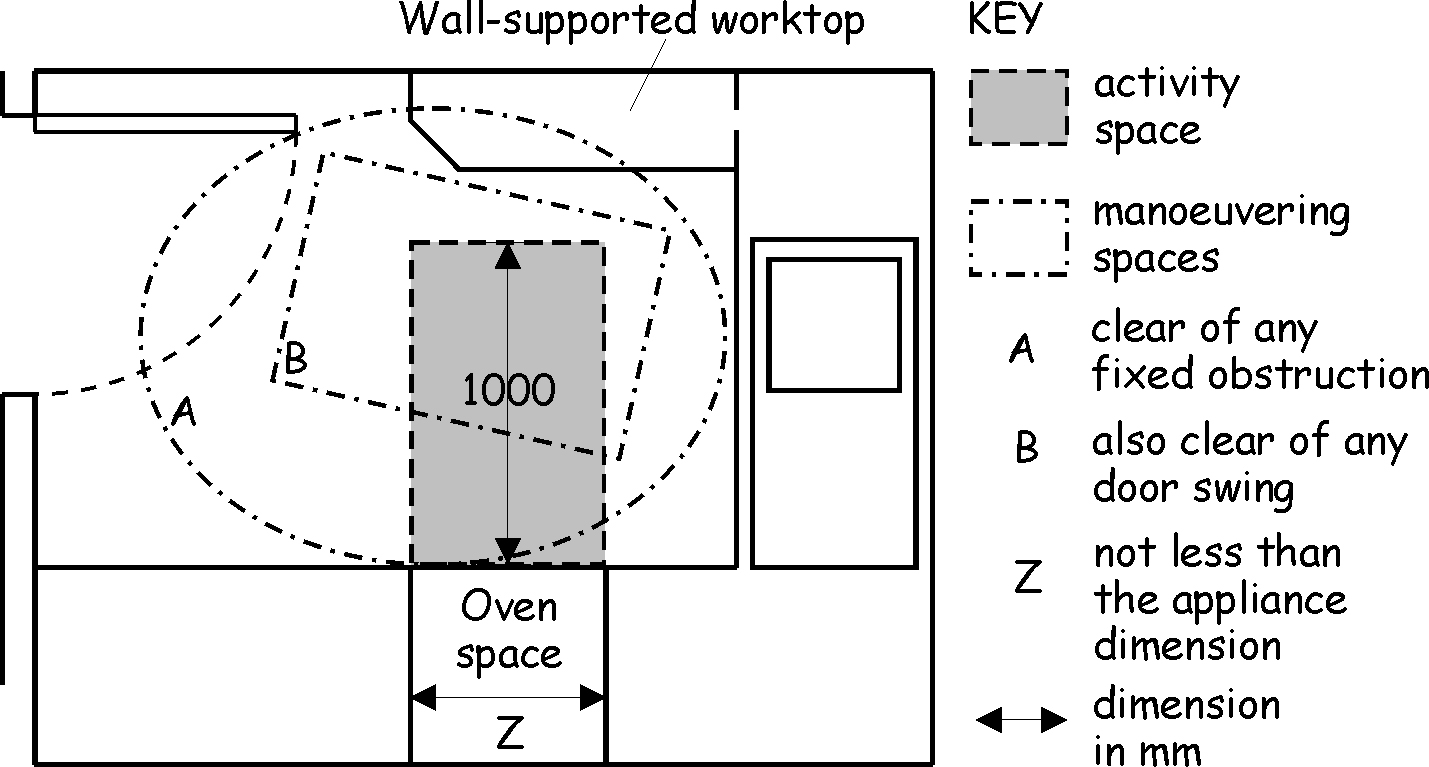 Wall-supported worktop
A
B
1000
Oven
space
Z
KEY
activity
space
manoeuvering
spaces
A clear of any
fixed obstruction
B also clear of any
door swing
Z not less than
the appliance
dimension
dimension
in mm